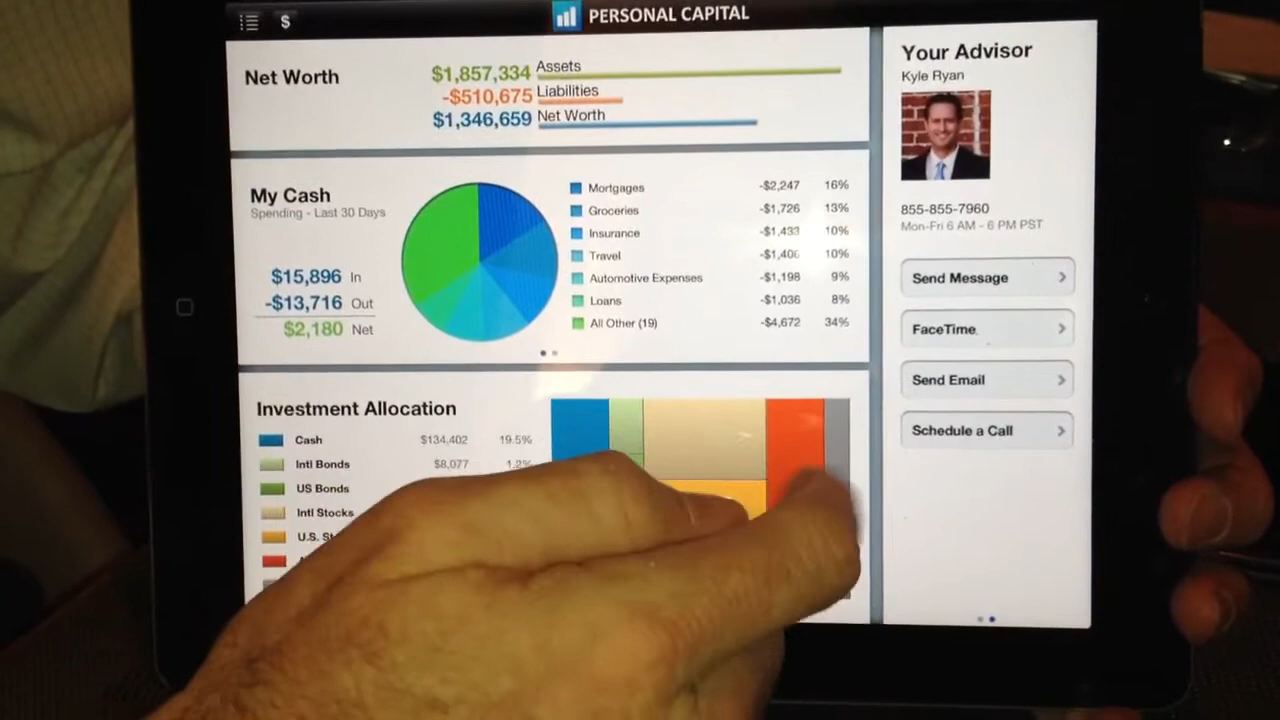 $ PERSONAL CAPITAL
Net Worth
$1,857,334 Assets
-$510,675 Liabilities
$1,346,659 Net Worth
My Cash
Spending - Last 30 Days
$15,896 In
-$13,716 Out
$2,180 Net
Mortgages -$2,247 16%
Groceries -$1,726 13%
Insurance -$1,433 10%
Travel -$1,406 10%
Automotive Expenses -$1,198 9%
Loans -$1,036 8%
All Other (19) -$4,672 34%
Investment Allocation
Cash $134,402 19.5%
Intl Bonds $8,077 1.2%
US Bonds
Intl Stocks
U.S.
Your Advisor
Kyle Ryan
855-855-7960
Mon-Fri 6 AM - 6 PM PST
Send Message
FaceTime
Send Email
Schedule a Call